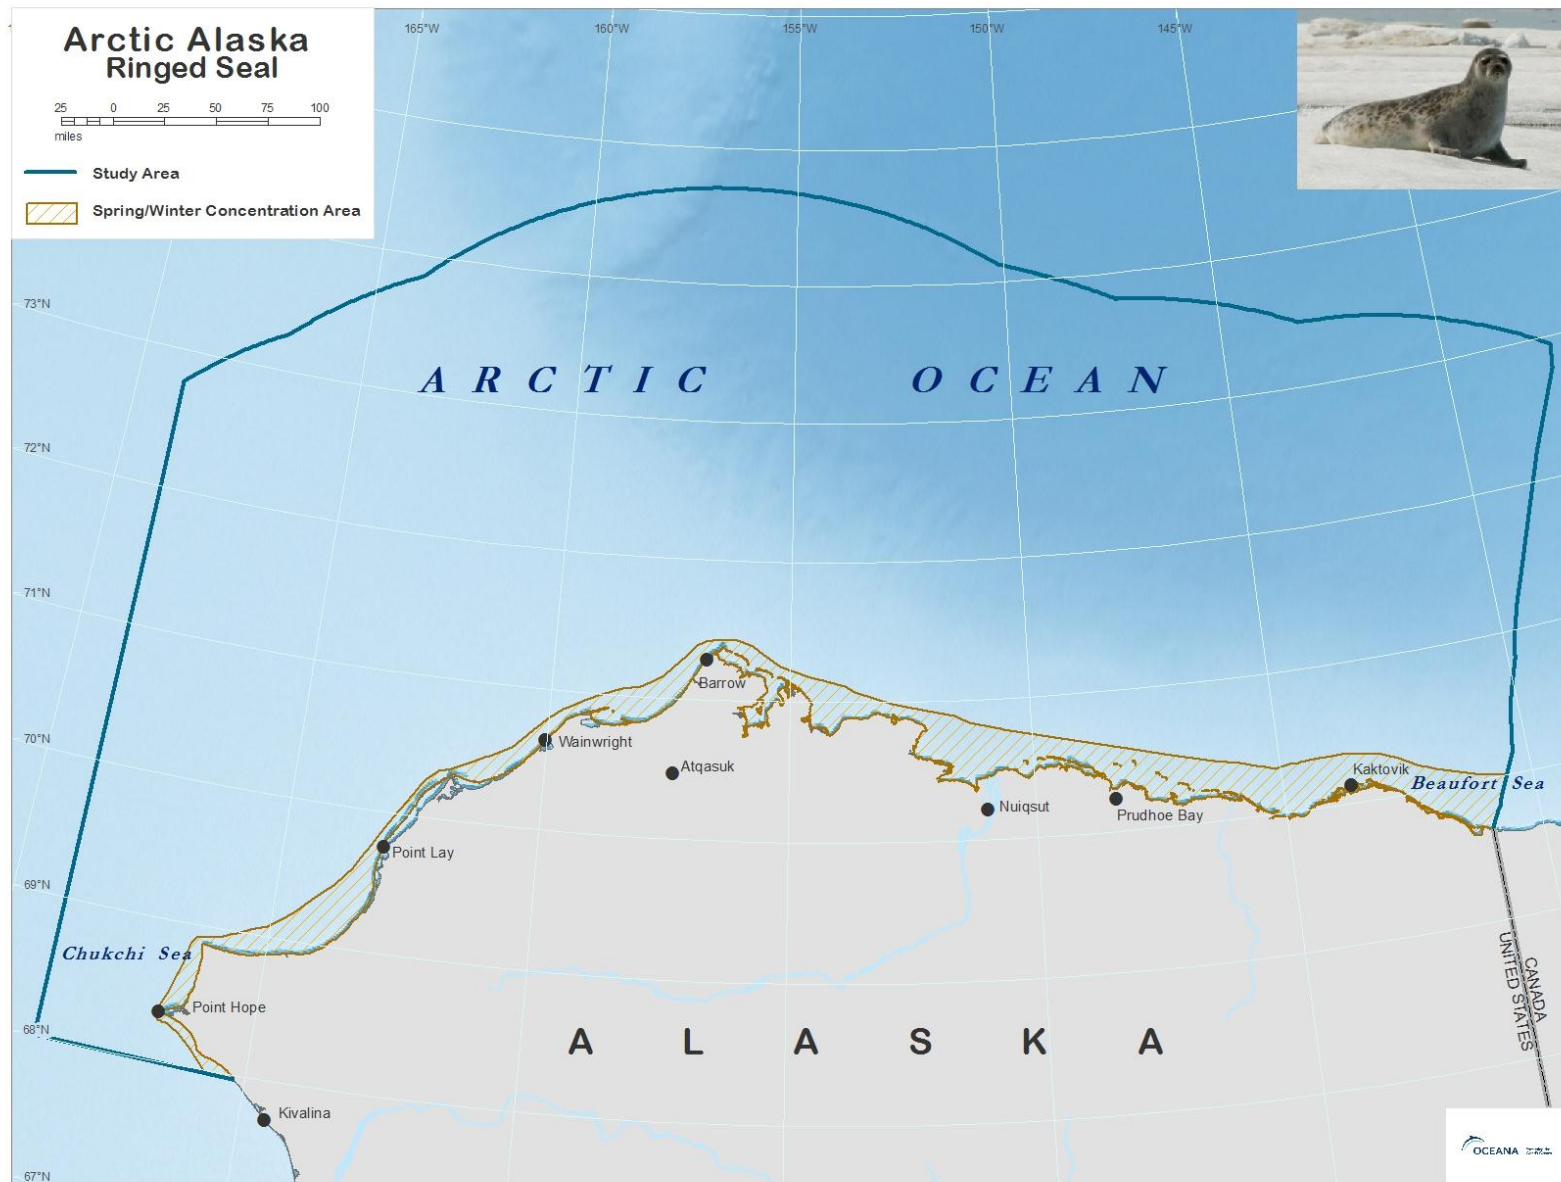 Arctic Alaska
Ringed Seal
25 0 25 50 75 100
miles
Study Area
Spring/Winter Concentration Area
165°W
160°W
155°W
150°W
145°W
73°N
72°N
71°N
70°N
69°N
68°N
67°N
ARCTIC OCEAN
Barrow
Wainwright
Atqasuk
Point Lay
Nuiqsut
Prudhoe Bay
Kaktovik
Beaufort Sea
Chukchi Sea
Point Hope
Kivalina
ALASKA
CANADA
UNITED STATES
OCEANA